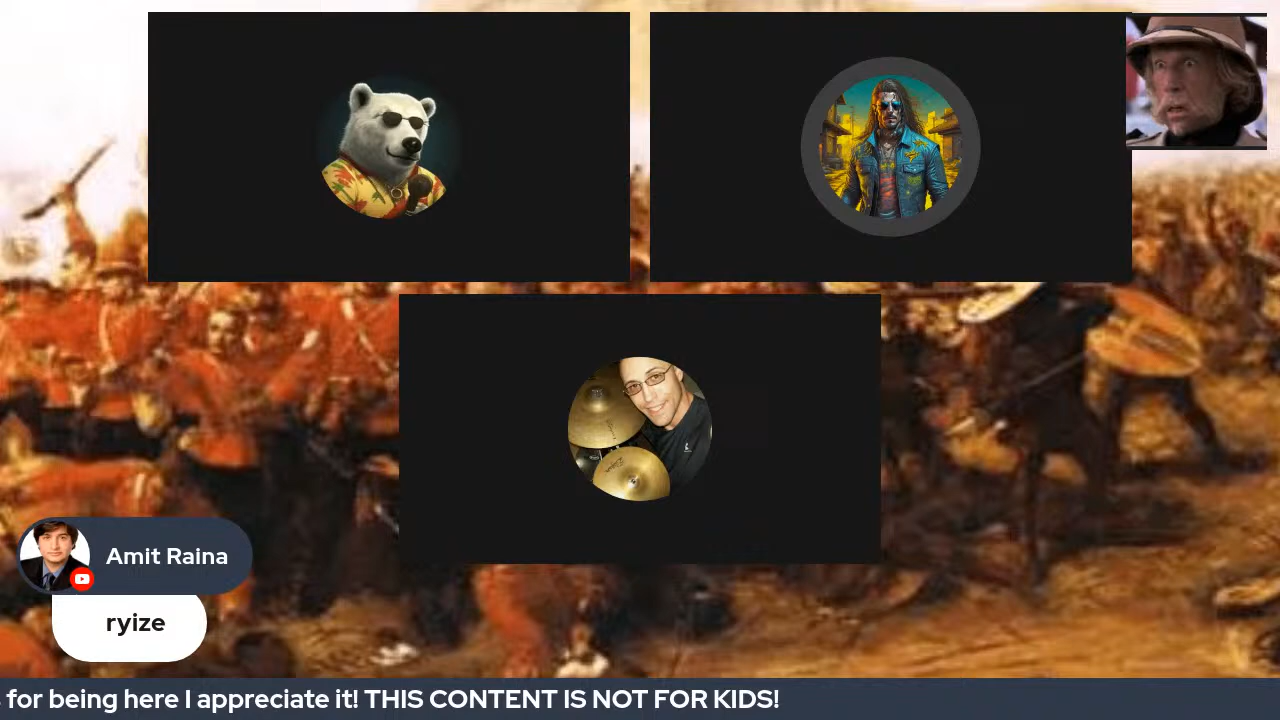 Amit Raina
ryize
for being here I appreciate it! THIS CONTENT IS NOT FOR KIDS!